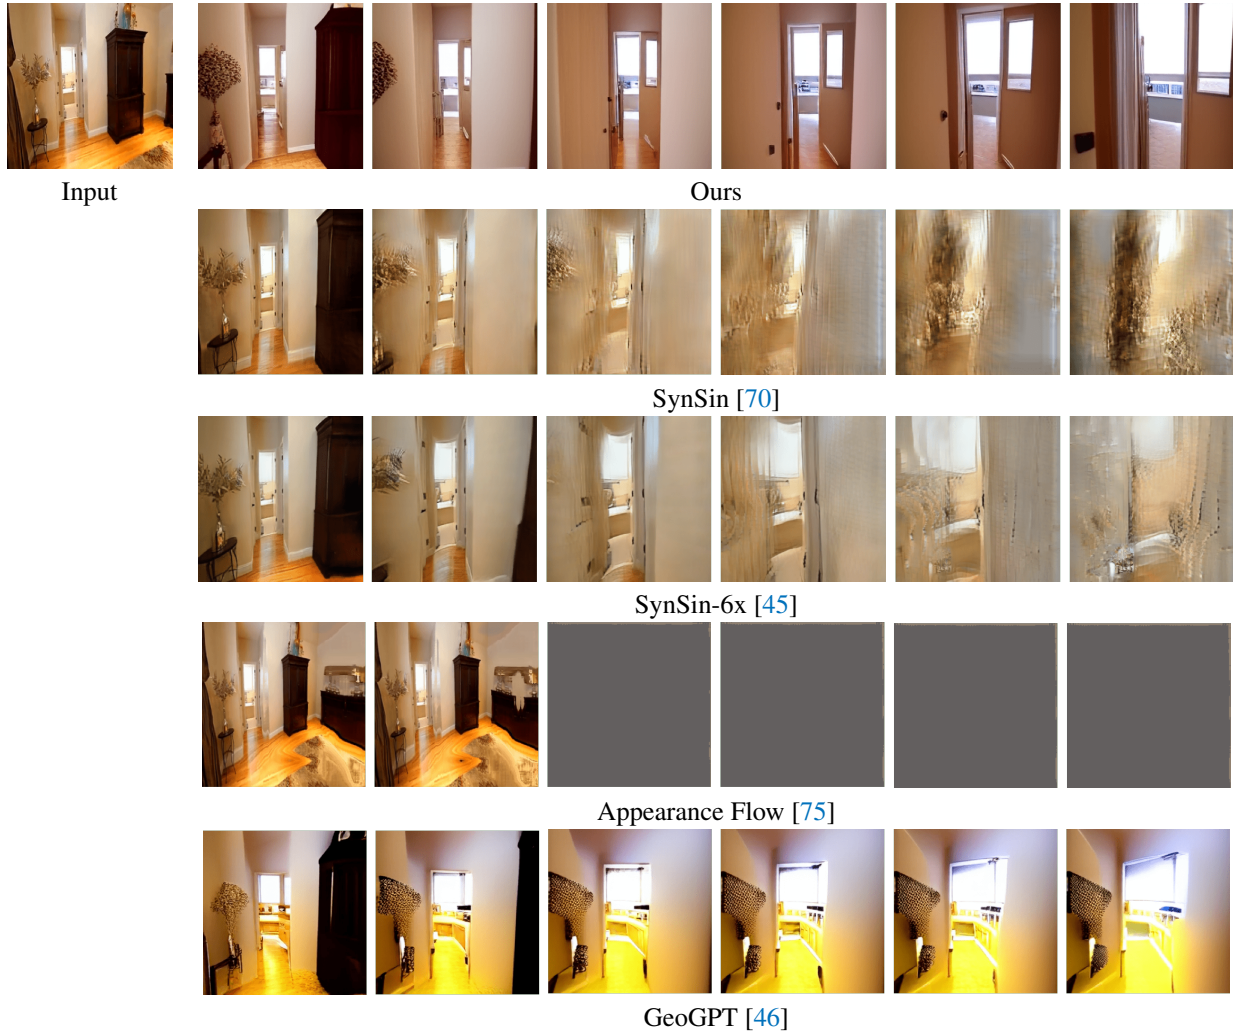 Input
Ours
SynSin [70]
SynSin-6x [45]
Appearance Flow [75]
GeoGPT [46]